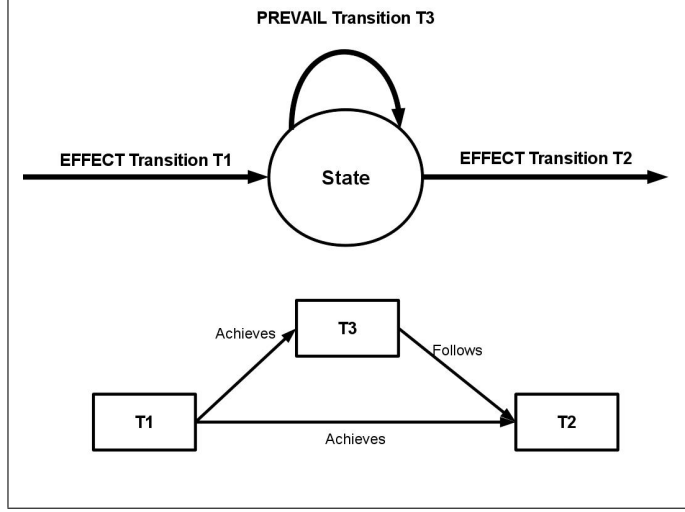 PREVAIL Transition T3
EFFECT Transition T1
State
EFFECT Transition T2
Achieves
T3
Follows
T1
Achieves
T2